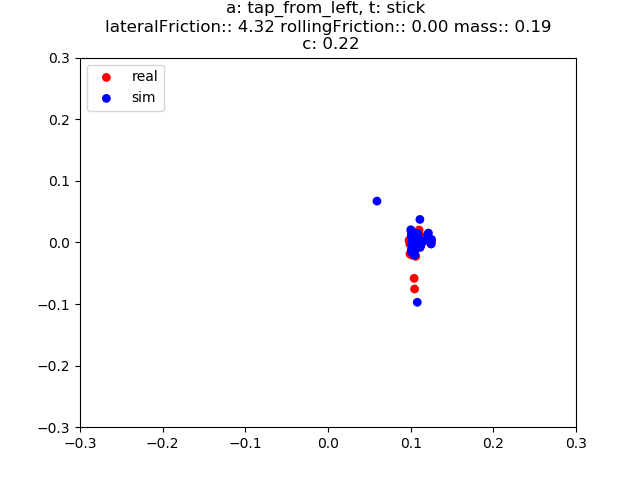 a: tap_from_left, t: stick
lateralFriction:: 4.32 rollingFriction:: 0.00 mass:: 0.19
c: 0.22
real
sim
0.3
0.2
0.1
0.0
−0.1
−0.2
−0.3
−0.3 −0.2 −0.1 0.0 0.1 0.2 0.3